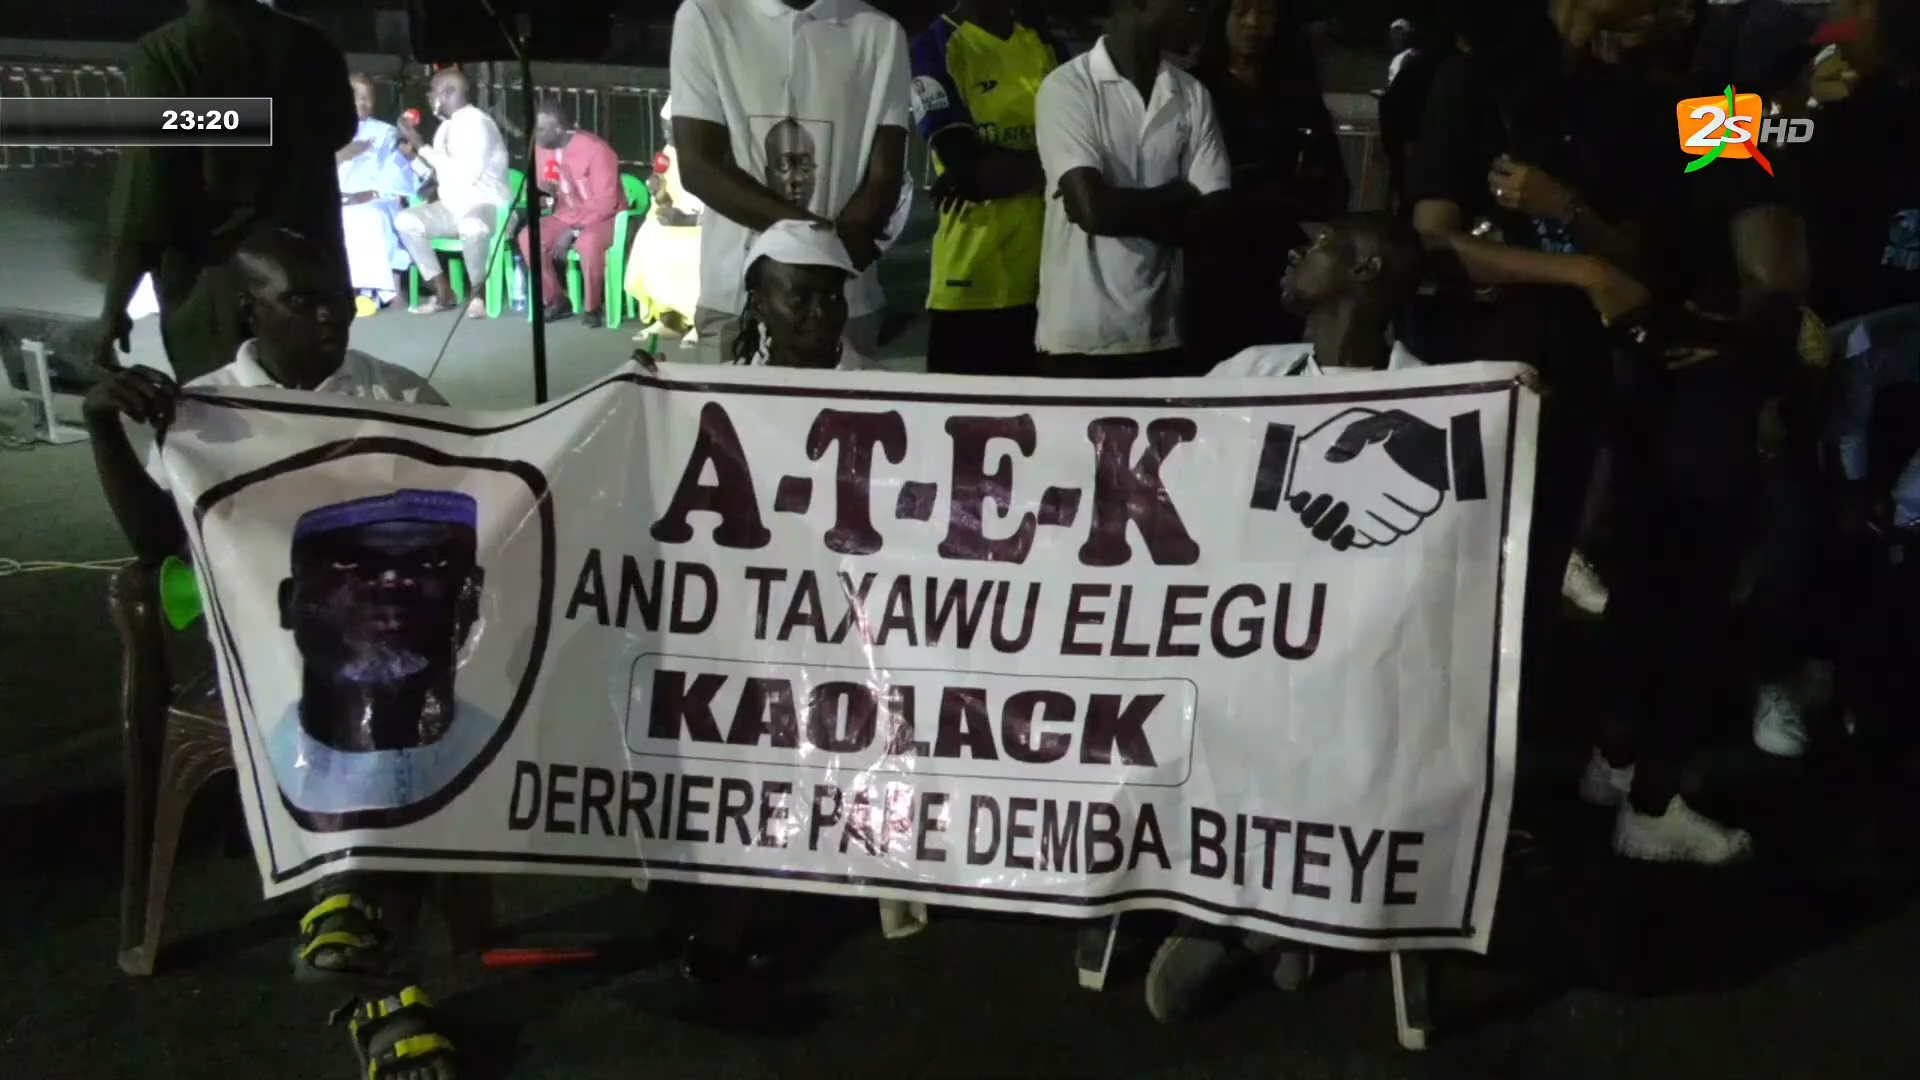 23:20
2S HD
A-T-E-K
AND TAXAWU ELEGU
KAOLACK
DERRIERE PAPE DEMBA BITEYE